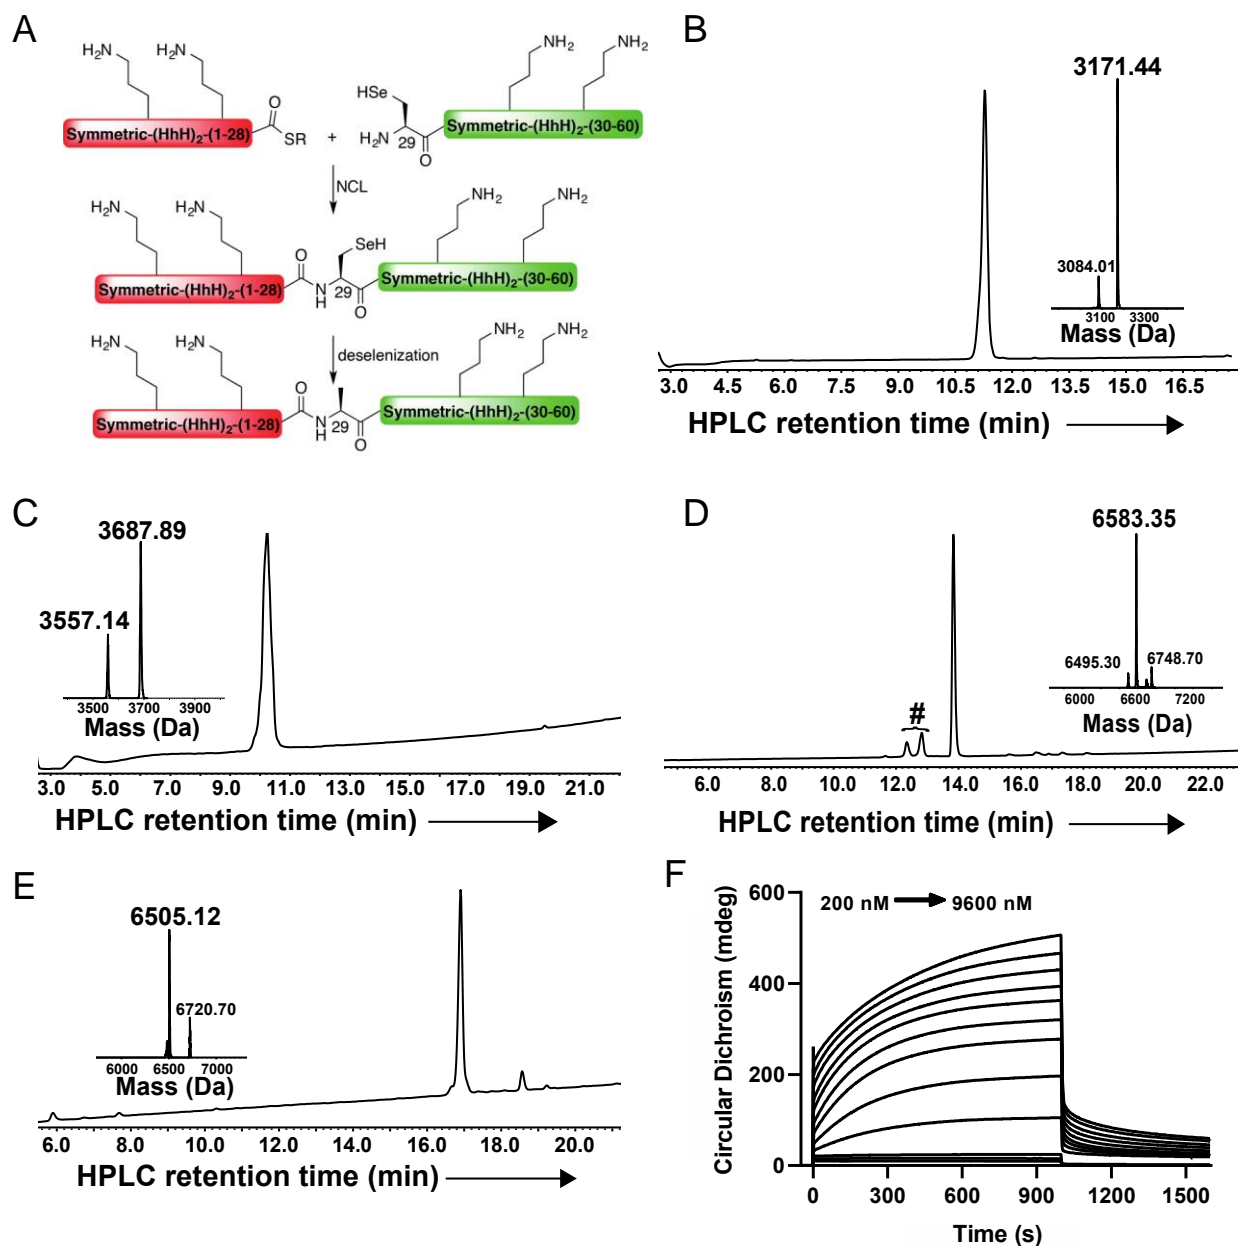 A
H2N
H2N
NH2
NH2
HSe
O
SR
Symmetric-(HhH)2-(1-28)
+
H2N
29
O
Symmetric-(HhH)2-(30-60)
NCL
H2N
H2N
NH2
NH2
SeH
O
Symmetric-(HhH)2-(1-28)
N
H
29
O
Symmetric-(HhH)2-(30-60)
deselenization
H2N
H2N
NH2
NH2
O
Symmetric-(HhH)2-(1-28)
N
H
29
O
Symmetric-(HhH)2-(30-60)
B
3171.44
3084.01
3100 3300
Mass (Da)
3.0 4.5 6.0 7.5 9.0 10.5 12.0 13.5 15.0 16.5
HPLC retention time (min)
C
3687.89
3557.14
3500 3700 3900
Mass (Da)
3.0 5.0 7.0 9.0 11.0 13.0 15.0 17.0 19.0 21.0
HPLC retention time (min)
D
6583.35
6495.30
6748.70
6000 6600 7200
Mass (Da)
#
6.0 8.0 10.0 12.0 14.0 16.0 18.0 20.0 22.0
HPLC retention time (min)
E
6505.12
6720.70
6000 6500 7000
Mass (Da)
6.0 8.0 10.0 12.0 14.0 16.0 18.0 20.0
HPLC retention time (min)
F
200 nM 9600 nM
Circular Dichroism (mdeg)
600
400
200
0
0 300 600 900 1200 1500
Time (s)